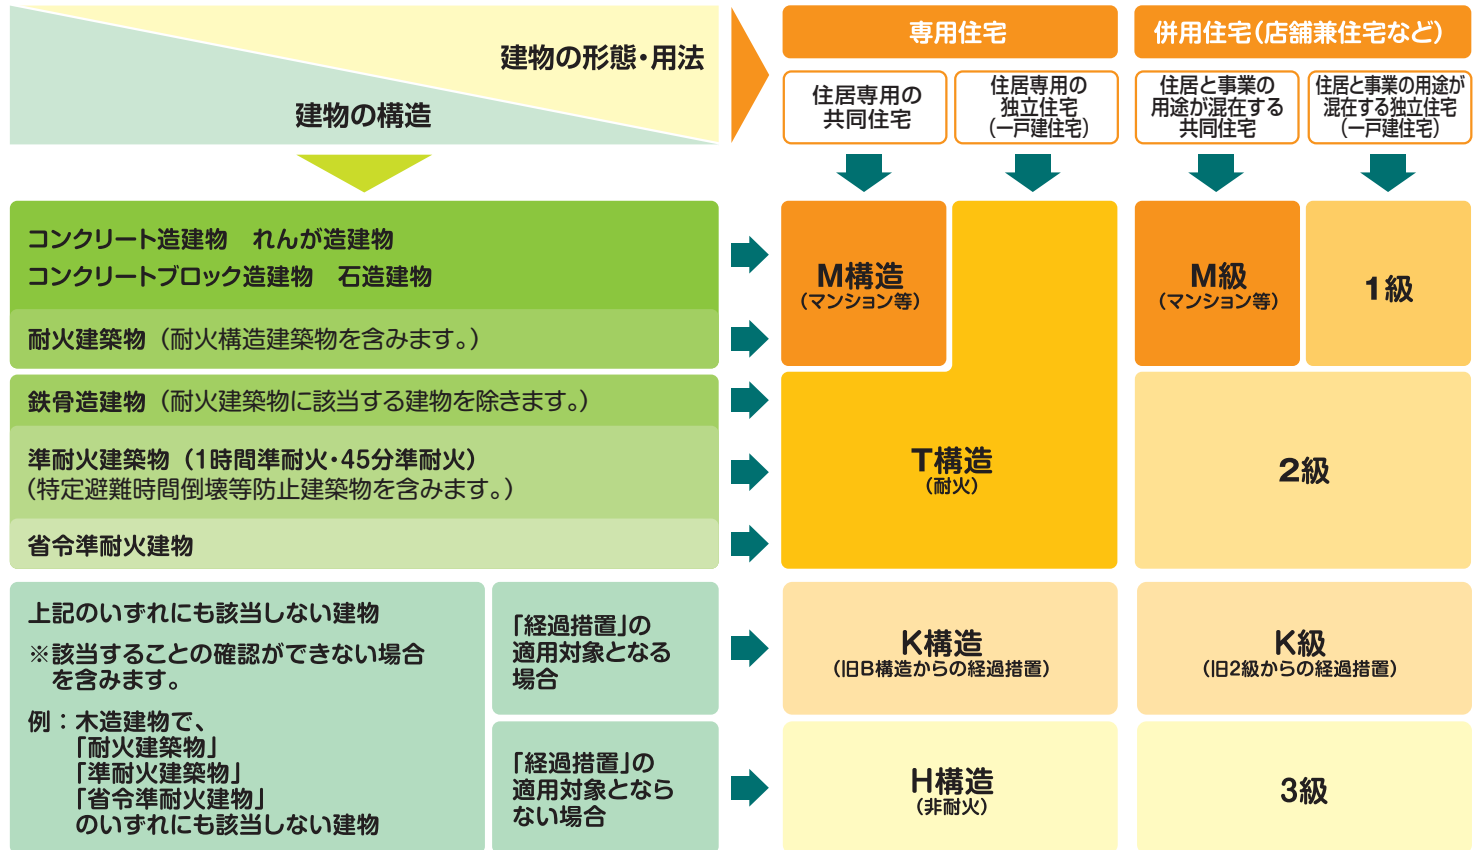 建物の形態・用法
建物の構造
専用住宅
併用住宅（店舗兼住宅など）
住居専用の
共同住宅
住居専用の
独立住宅
（一戸建住宅）
住居と事業の
用途が混在する
共同住宅
住居と事業の用途が
混在する独立住宅
（一戸建住宅）
コンクリート造建物　れんが造建物
コンクリートブロック造建物　石造建物
耐火建築物（耐火構造建築物を含みます。）
鉄骨造建物（耐火建築物に該当する建物を除きます。）
準耐火建築物（1時間準耐火・45分準耐火）
（特定避難時間倒壊等防止建築物を含みます。）
省令準耐火建物
M構造
（マンション等）
T構造
（耐火）
M級
（マンション等）
1級
2級
上記のいずれにも該当しない建物
※該当することの確認ができない場合
を含みます。
例：木造建物で、
「耐火建築物」
「準耐火建築物」
「省令準耐火建物」
のいずれにも該当しない建物
「経過措置」の
適用対象となる
場合
K構造
（旧B構造からの経過措置）
K級
（旧2級からの経過措置）
「経過措置」の
適用対象となら
ない場合
H構造
（非耐火）
3級